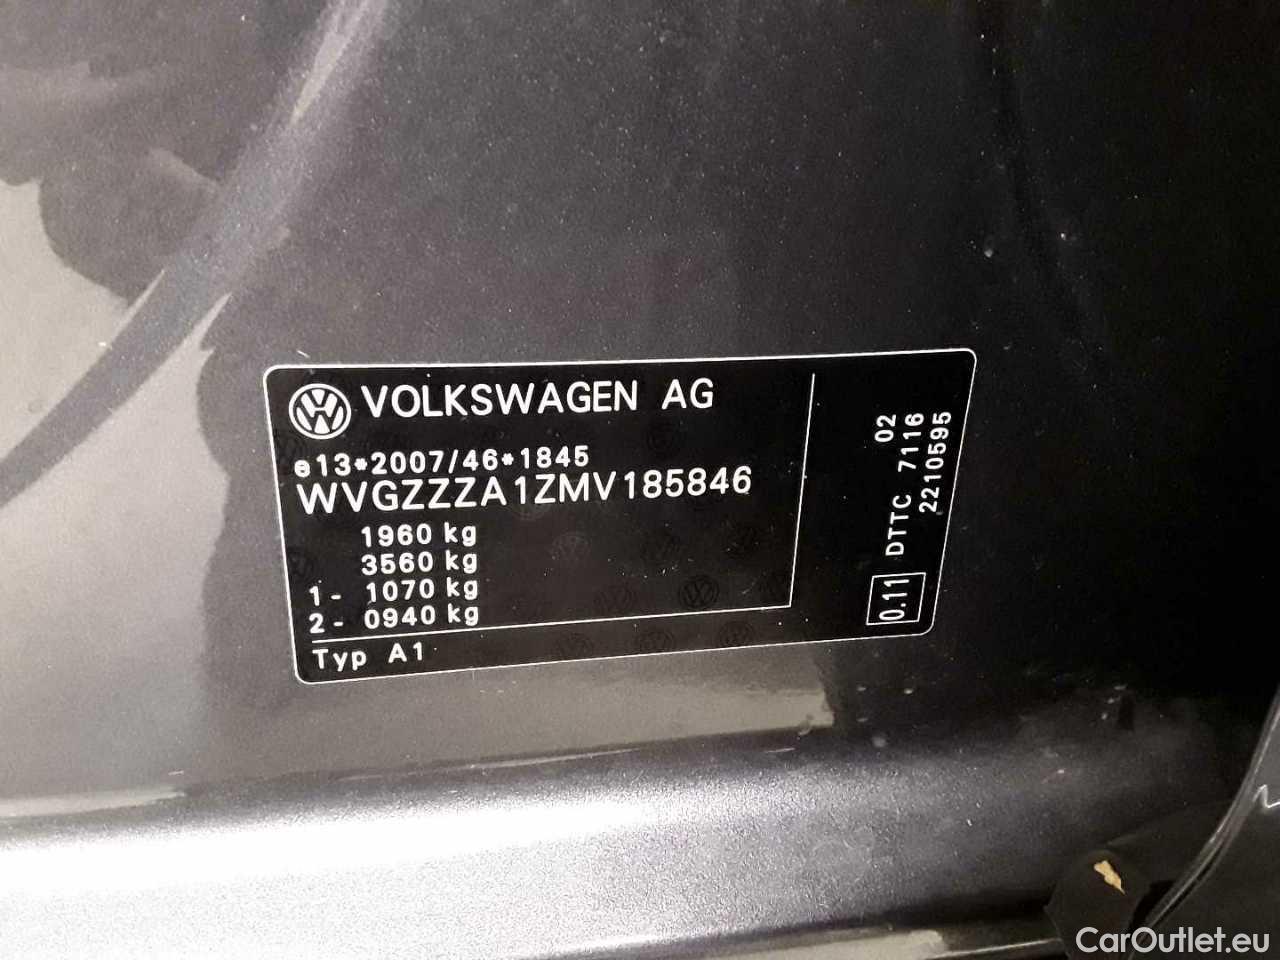 VOLKSWAGEN AG
e13*2007/46*1845
WVGZZZA1ZMV185846
1960 kg
3560 kg
1- 1070 kg
2- 0940 kg
Typ A1
02
DTTC 7116
2210595
0.11
CarOutlet.eu